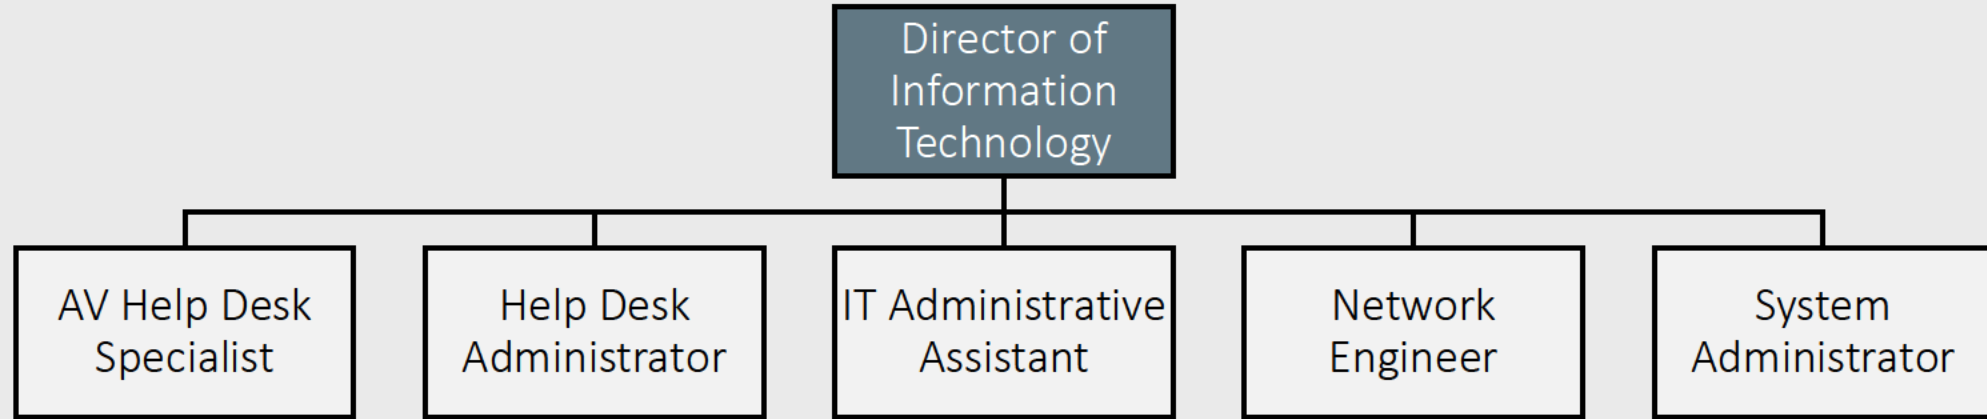 Director of
Information
Technology
AV Help Desk
Specialist
Help Desk
Administrator
IT Administrative
Assistant
Network
Engineer
System
Administrator